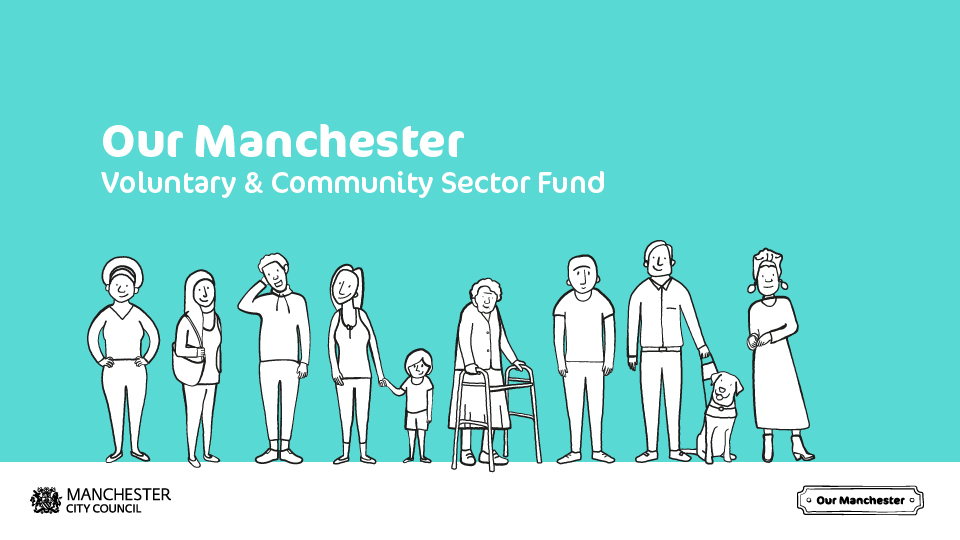 Our Manchester
Voluntary & Community Sector Fund
MANCHESTER
CITY COUNCIL
Our Manchester